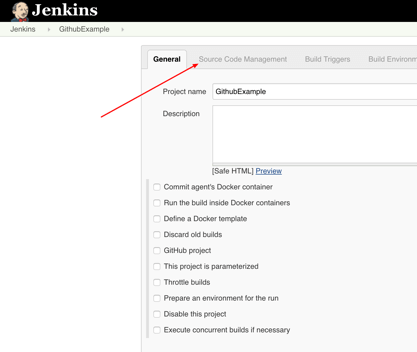 Jenkins
Jenkins GithubExample
General Source Code Management Build Triggers Build Environm
Project name GithubExample
Description
[Safe HTML] Preview
Commit agent's Docker container
Run the build inside Docker containers
Define a Docker template
Discard old builds
GitHub project
This project is parameterized
Throttle builds
Prepare an environment for the run
Disable this project
Execute concurrent builds if necessary